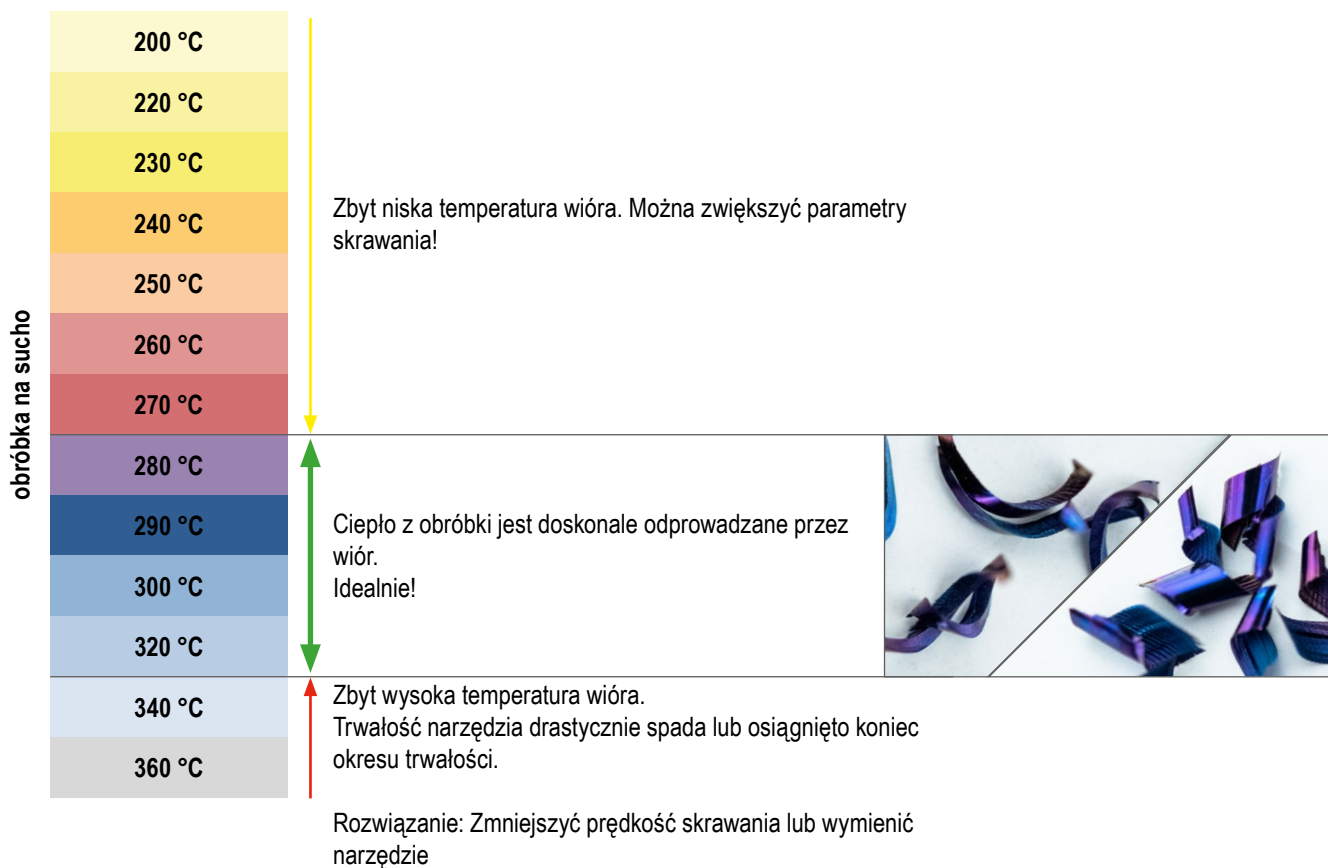 obróbka na sucho
200 °C
220 °C
230 °C
240 °C
250 °C
260 °C
270 °C
Zbyt niska temperatura wióra. Można zwiększyć parametry
skrawania!
280 °C
290 °C
300 °C
320 °C
Ciepło z obróbki jest doskonale odprowadzane przez
wiór.
Idealnie!
340 °C
360 °C
Zbyt wysoka temperatura wióra.
Trwałość narzędzia drastycznie spada lub osiągnięto koniec
okresu trwałości.
Rozwiązanie: Zmniejszyć prędkość skrawania lub wymienić
narzędzie